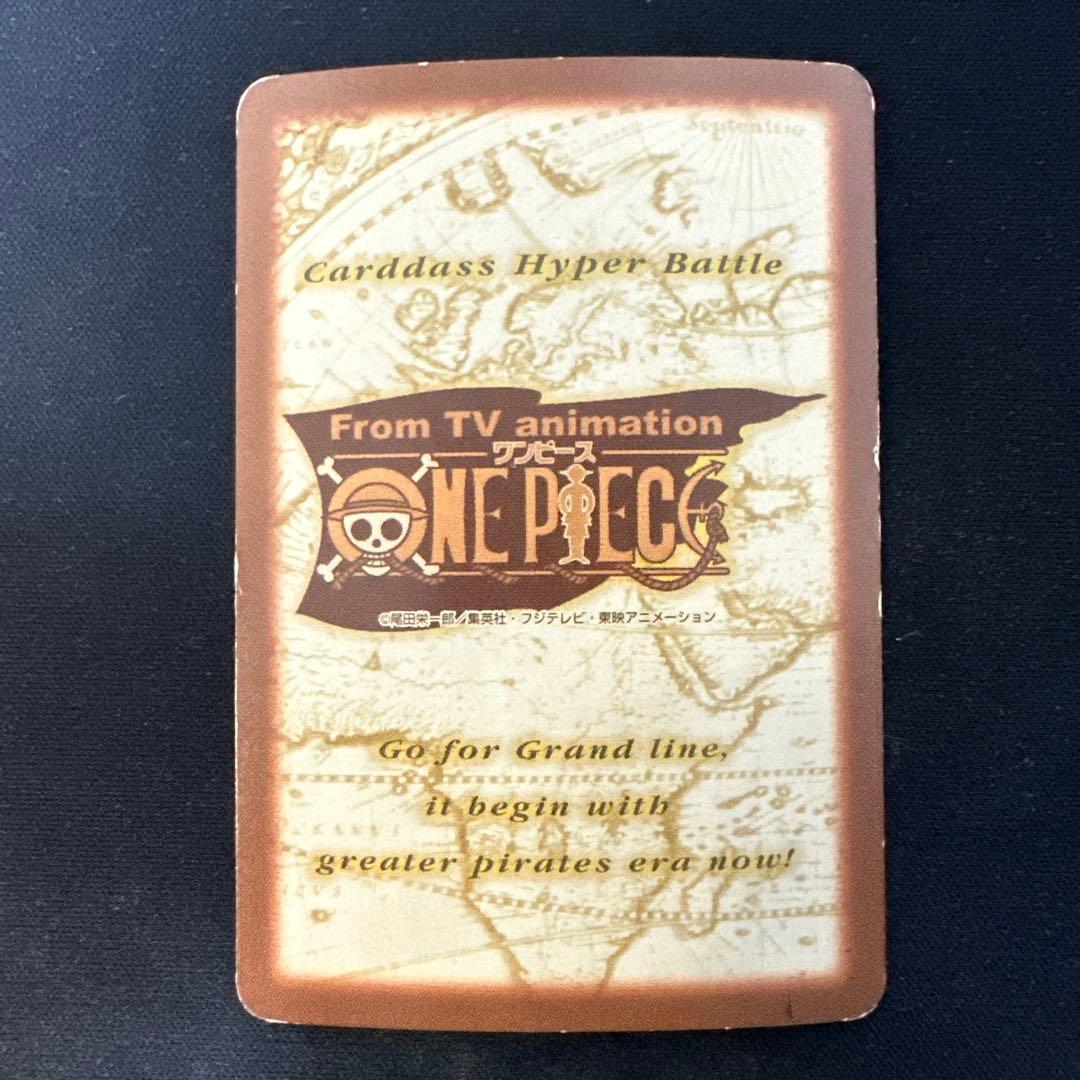 Septentrio
Carddass Hyper Battle
From TV animation
ワンピース
ONE PIECE
©尾田栄一郎/集英社・フジテレビ・東映アニメーション
Go for Grand line,
it begin with
greater pirates era now!